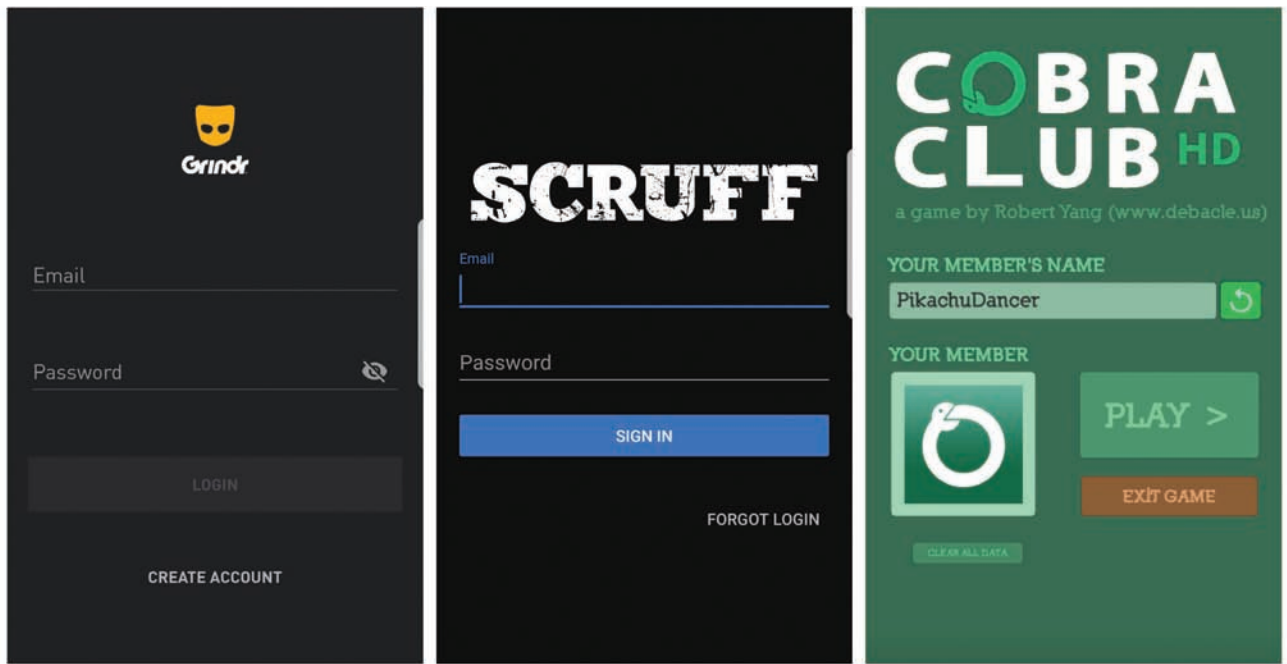 Grindr
Email
Password
LOGIN
CREATE ACCOUNT
SCRUFF
Email
Password
SIGN IN
FORGOT LOGIN
COBRA
CLUB HD
a game by Robert Yang (www.debacle.us)
YOUR MEMBER'S NAME
PikachuDancer
YOUR MEMBER
PLAY >
EXIT GAME
CLEAR ALL DATA